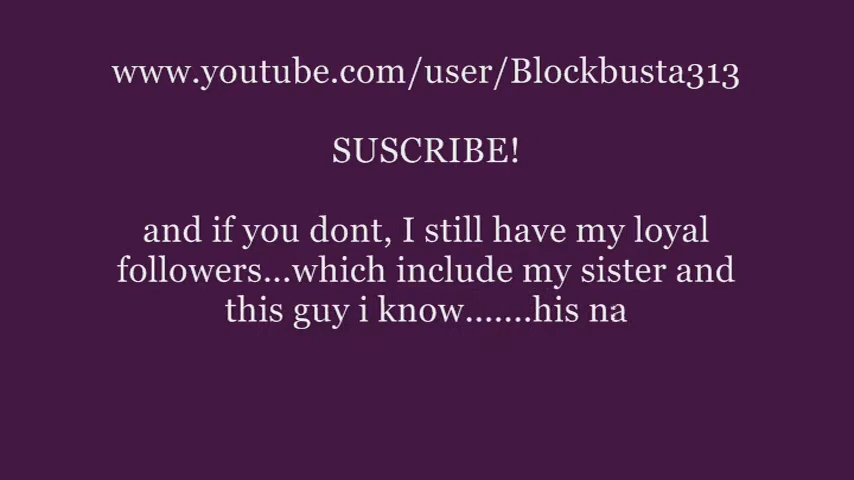 www.youtube.com/user/Blockbusta313
SUSCRIBE!
and if you dont, I still have my loyal
followers...which include my sister and
this guy i know.......his na